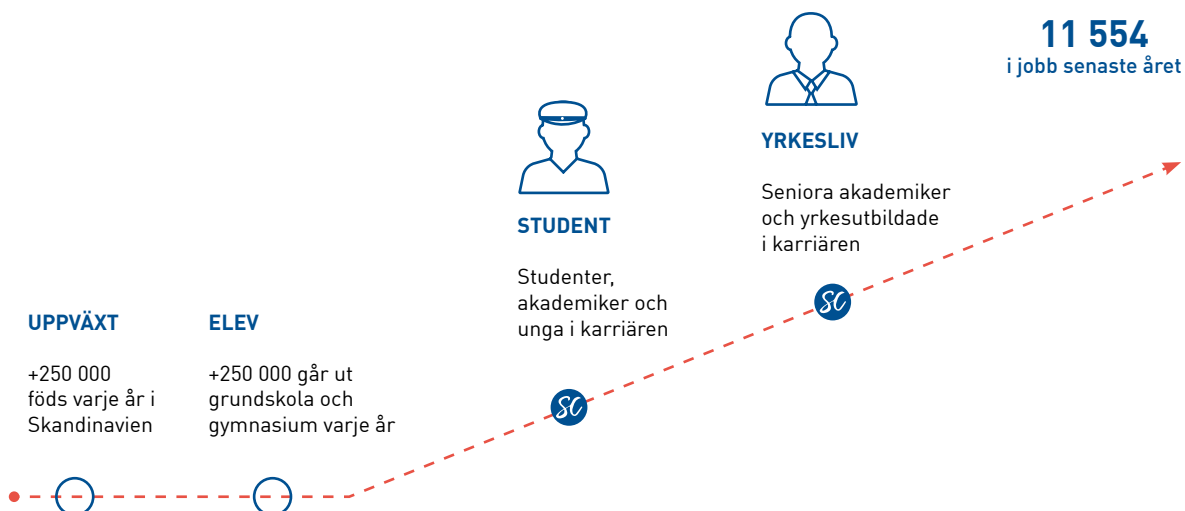 11 554
i jobb senaste året
YRKESLIV
Seniora akademiker
och yrkesutbildade
i karriären
STUDENT
Studenter,
akademiker och
unga i karriären
UPPVÄXT
+250 000
föds varje år i
Skandinavien
ELEV
+250 000 går ut
grundskola och
gymnasium varje år
SC
SC